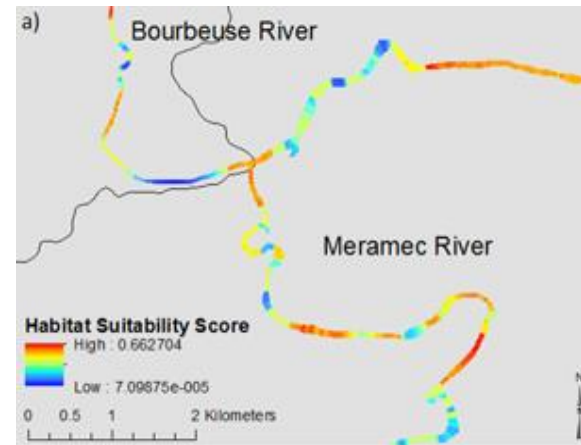 a)
Bourbeuse River
Meramec River
Habitat Suitability Score
High : 0.662704
Low : 7.09875e-005
0 0.5 1 2 Kilometers
N